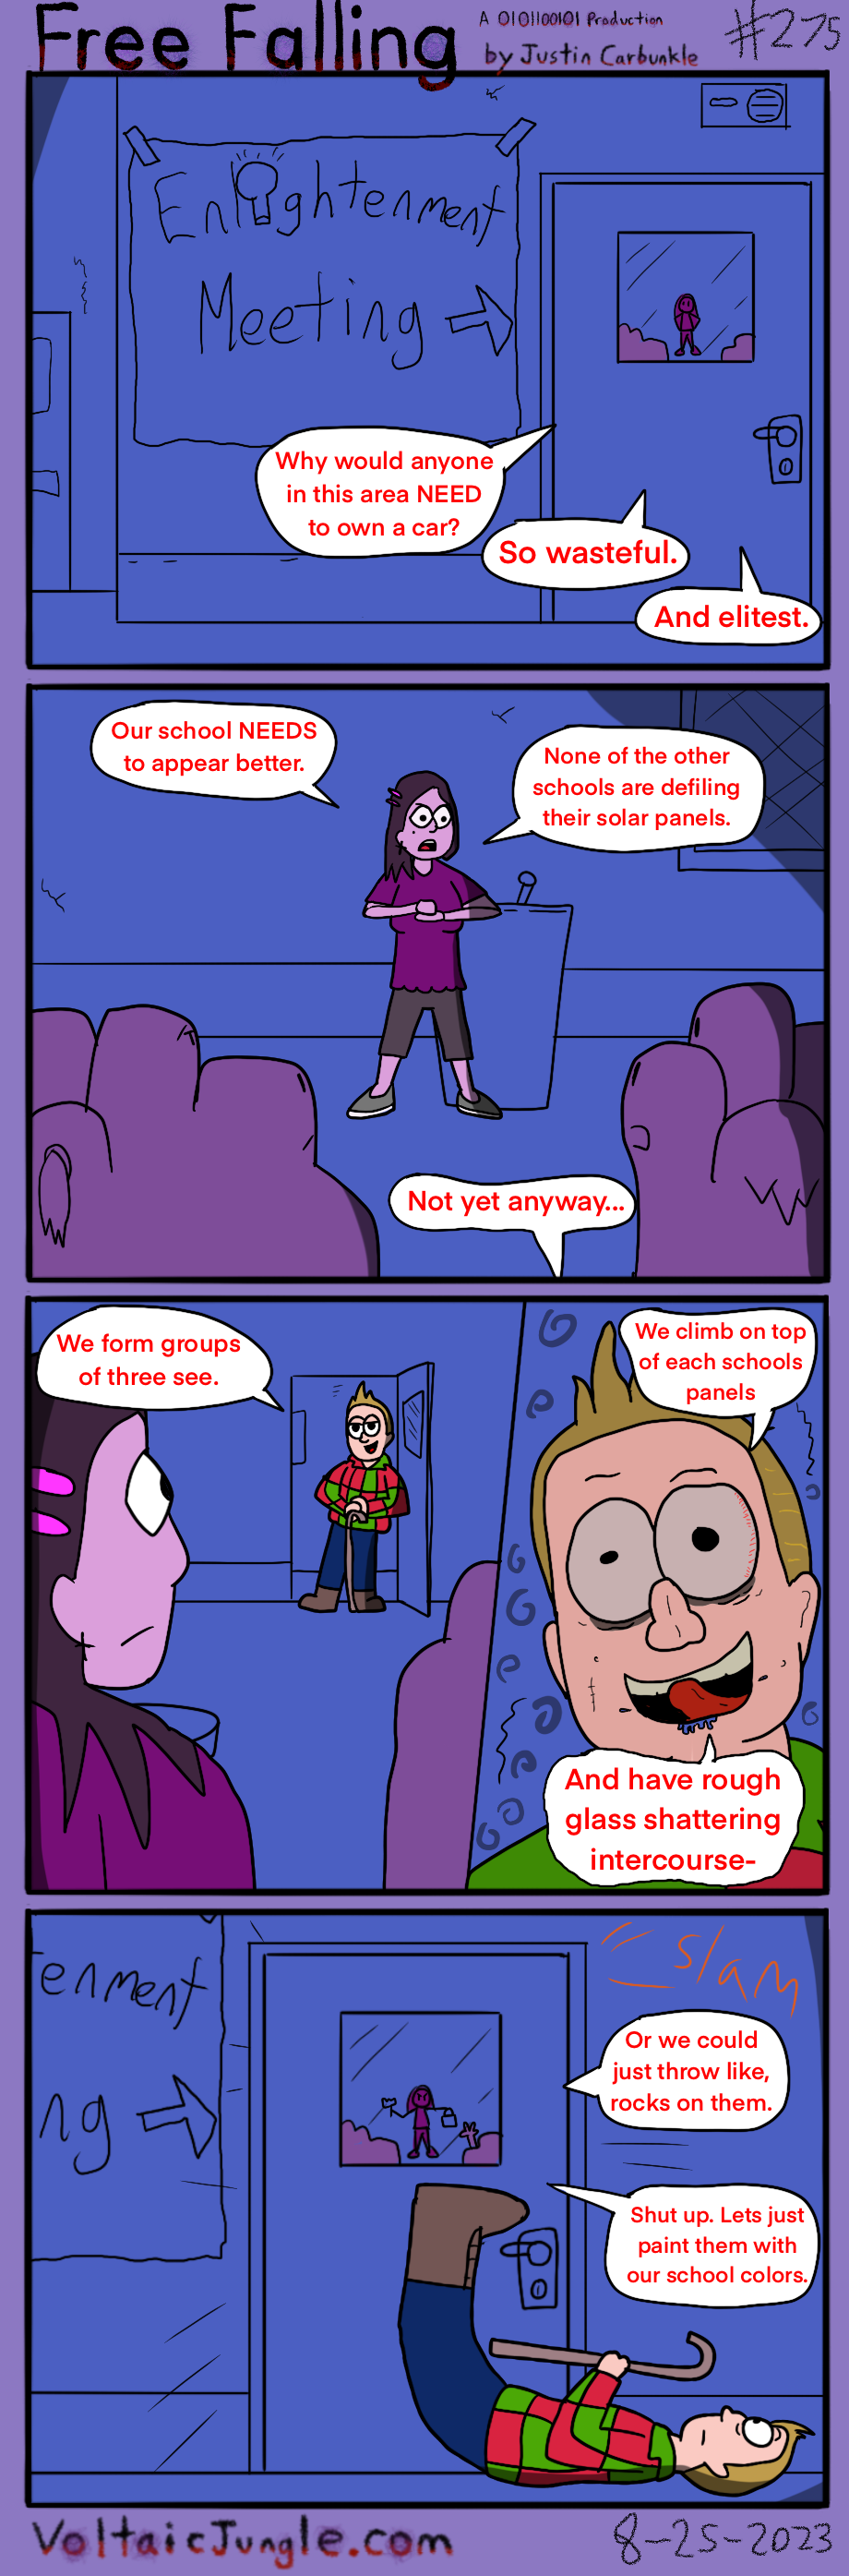 Free Falling
A 0101100101 Production
by Justin Carbunkle
#275
Enlightenment
Meeting
Why would anyone
in this area NEED
to own a car?
So wasteful.
And elitest.
Our school NEEDS
to appear better.
None of the other
schools are defiling
their solar panels.
Not yet anyway...
We form groups
of three see.
We climb on top
of each schools
panels
And have rough
glass shattering
intercourse-
enment
ng
slam
Or we could
just throw like,
rocks on them.
Shut up. Lets just
paint them with
our school colors.
VoltaicJungle.com
8-25-2023